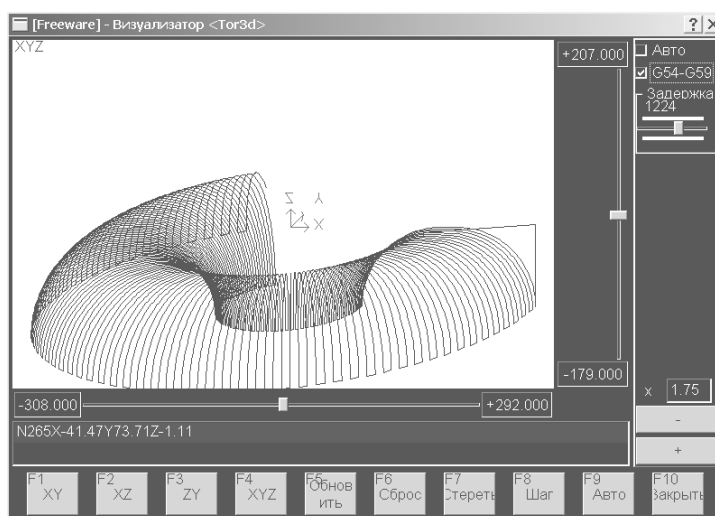 [Freeware] - Визуализатор <Tor3d>
? X
XYZ
+207.000
Авто
G54-G59
Задержка
1224
Z Y
X
-179.000
-308.000
+292.000
x 1.75
N265X-41.47Y73.71Z-1.11
-
+
F1 XY
F2 XZ
F3 ZY
F4 XYZ
F5 Обнов
ить
F6 Сброс
F7 Стереть
F8 Шаг
F9 Авто
F10 Закрыть